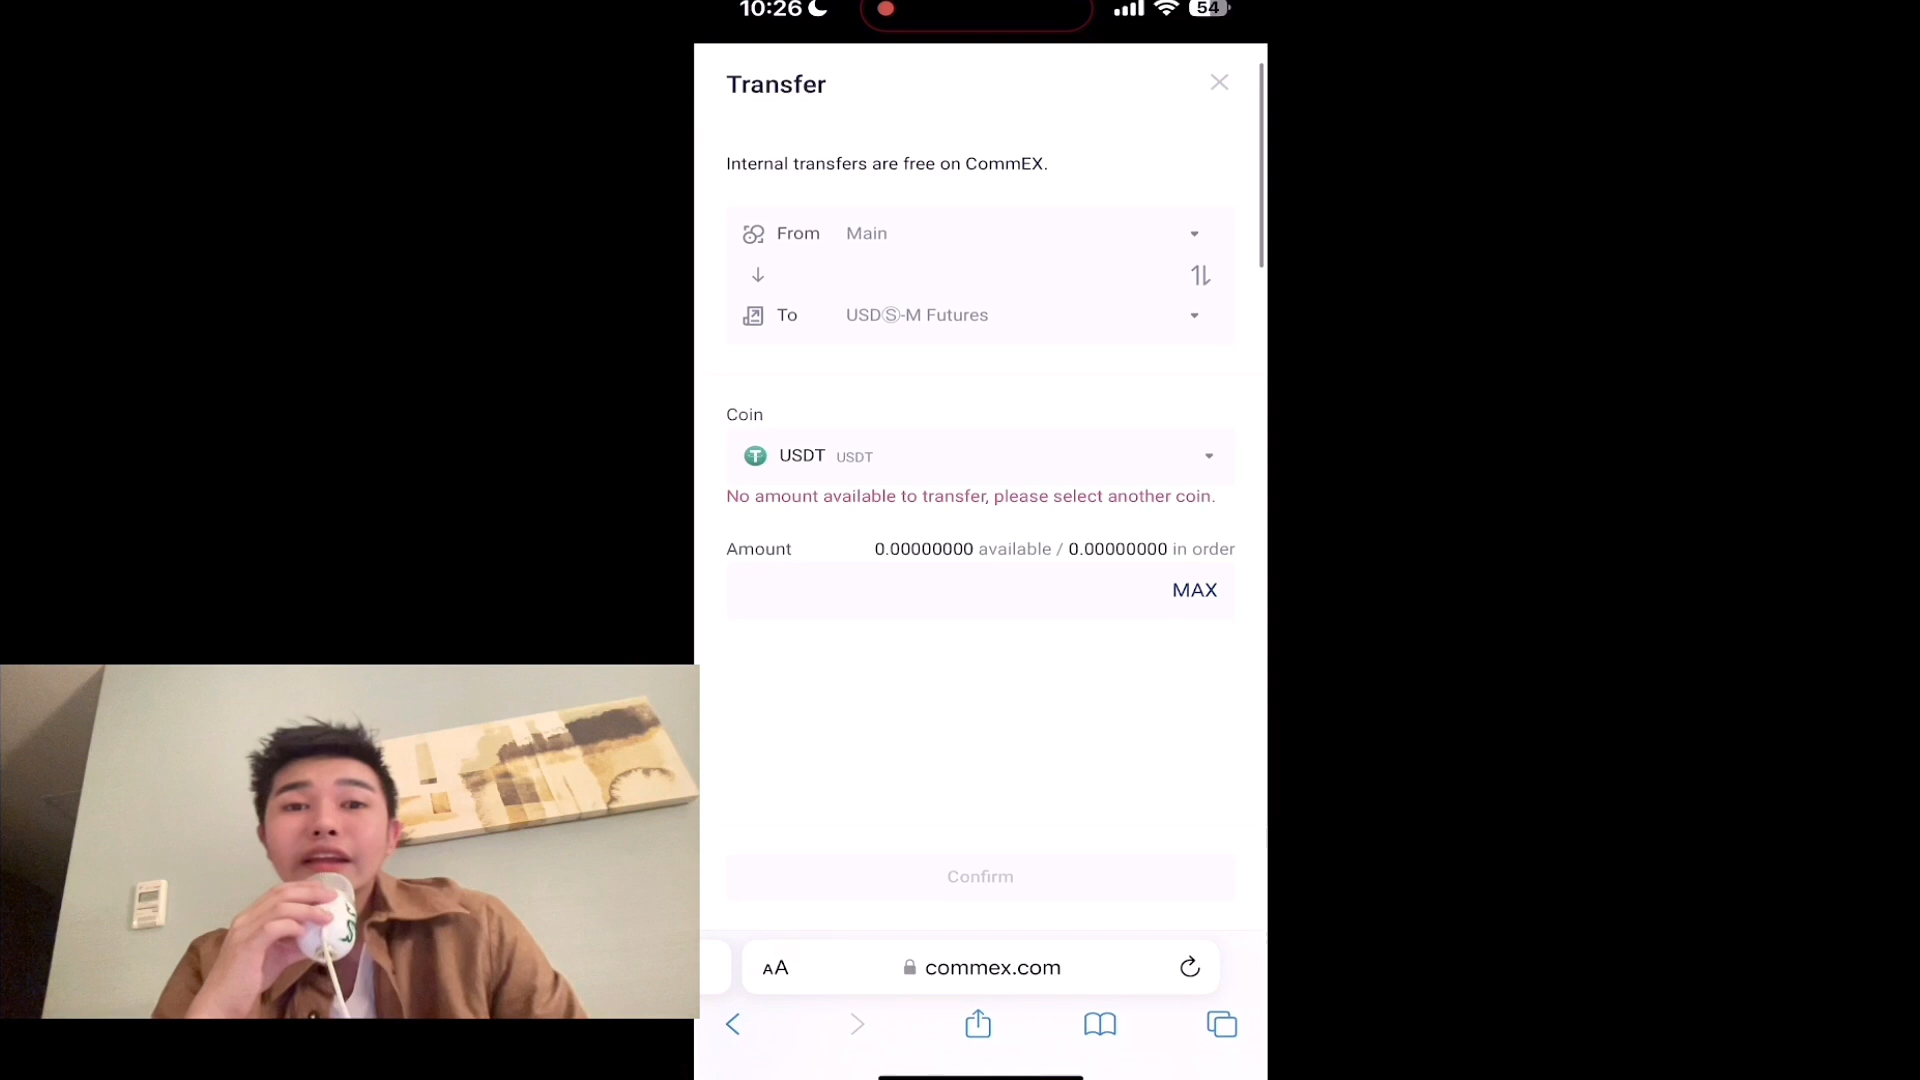 10:26
54
Transfer
Internal transfers are free on CommEX.
From Main
To USDⓈ-M Futures
Coin
USDT USDT
No amount available to transfer, please select another coin.
Amount 0.00000000 available / 0.00000000 in order
MAX
Confirm
AA commex.com